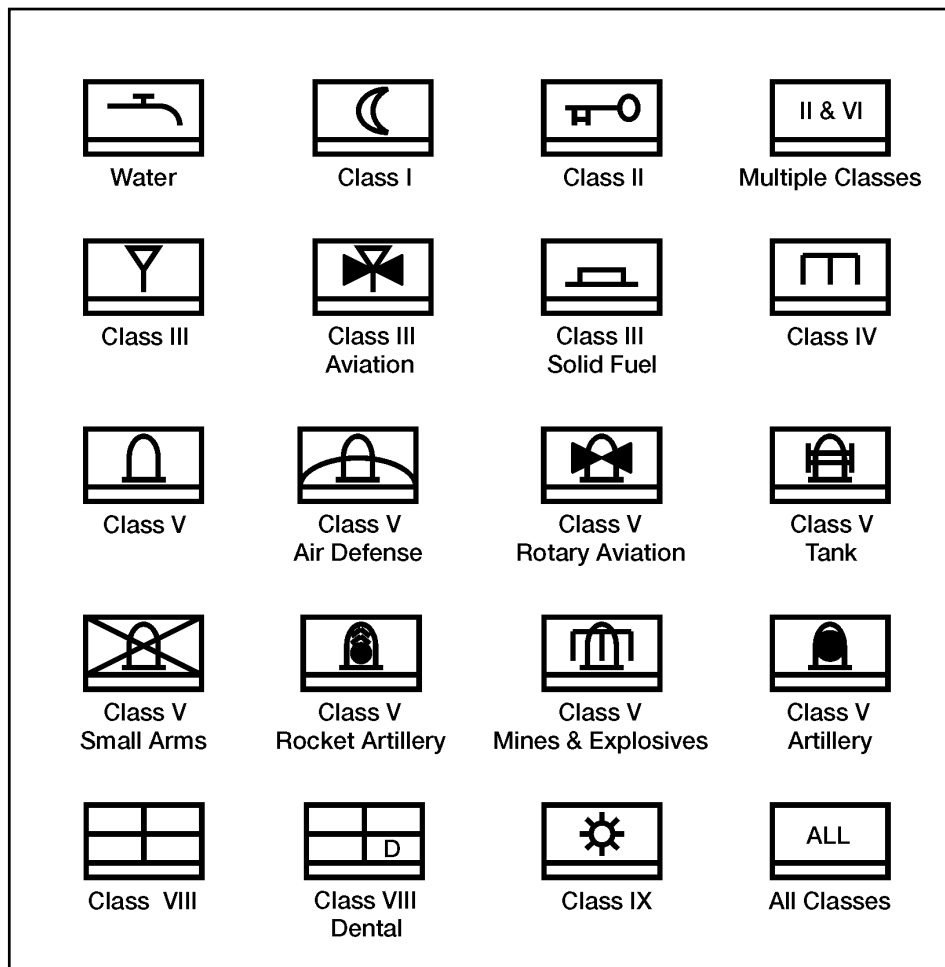 Water
Class I
Class II
II & VI
Multiple Classes
Class III
Class III
Aviation
Class III
Solid Fuel
Class IV
Class V
Class V
Air Defense
Class V
Rotary Aviation
Class V
Tank
Class V
Small Arms
Class V
Rocket Artillery
Class V
Mines & Explosives
Class V
Artillery
Class VIII
D
Class VIII
Dental
Class IX
ALL
All Classes